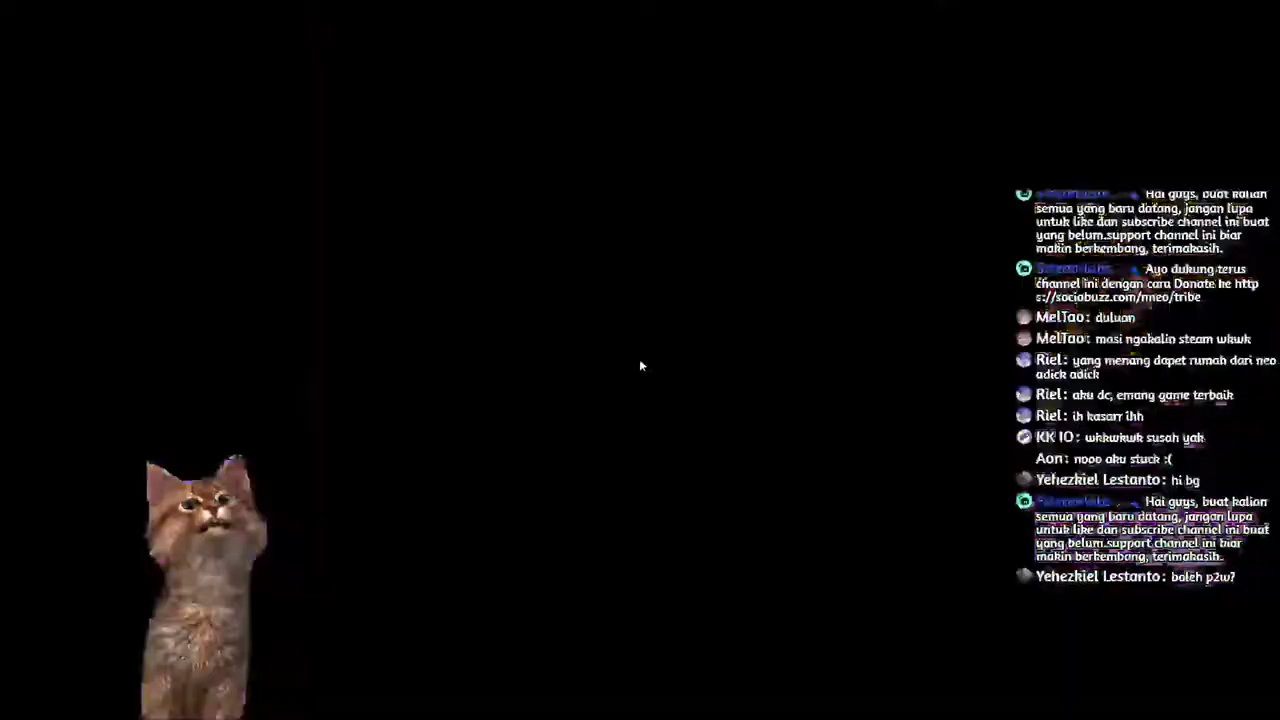 Hai guys, buat kalian
semua yang baru datang, jangan lupa
untuk like dan subscribe channel ini buat
yang belum.support channel ini biar
makin berkembang, terimakasih.
Ayo dukung terus
channel ini dengan cara Donate ke http
s://sociabuzz.com/nneo/tribe
MelTao: duluan
MelTao: masi ngakalin steam wkwk
Riel: yang menang dapet rumah dari neo
adick adick
Riel: aku dc, emang game terbaik
Riel: ih kasarr ihh
KK IO: wkkwkwk susah yak
Aon: nooo aku stuck :(
Yehezkiel Lestanto: hi bg
Hai guys, buat kalian
semua yang baru datang, jangan lupa
untuk like dan subscribe channel ini buat
yang belum.support channel ini biar
makin berkembang, terimakasih.
Yehezkiel Lestanto: boleh p2w?